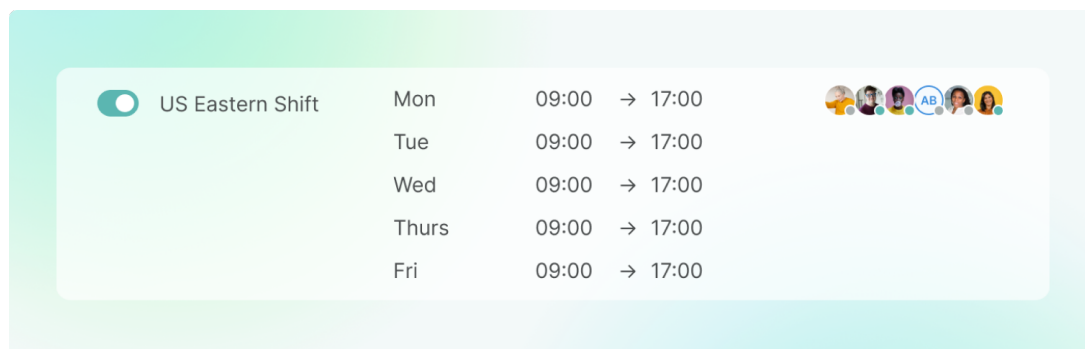 US Eastern Shift
Mon 09:00 → 17:00
AB
Tue 09:00 → 17:00
Wed 09:00 → 17:00
Thurs 09:00 → 17:00
Fri 09:00 → 17:00